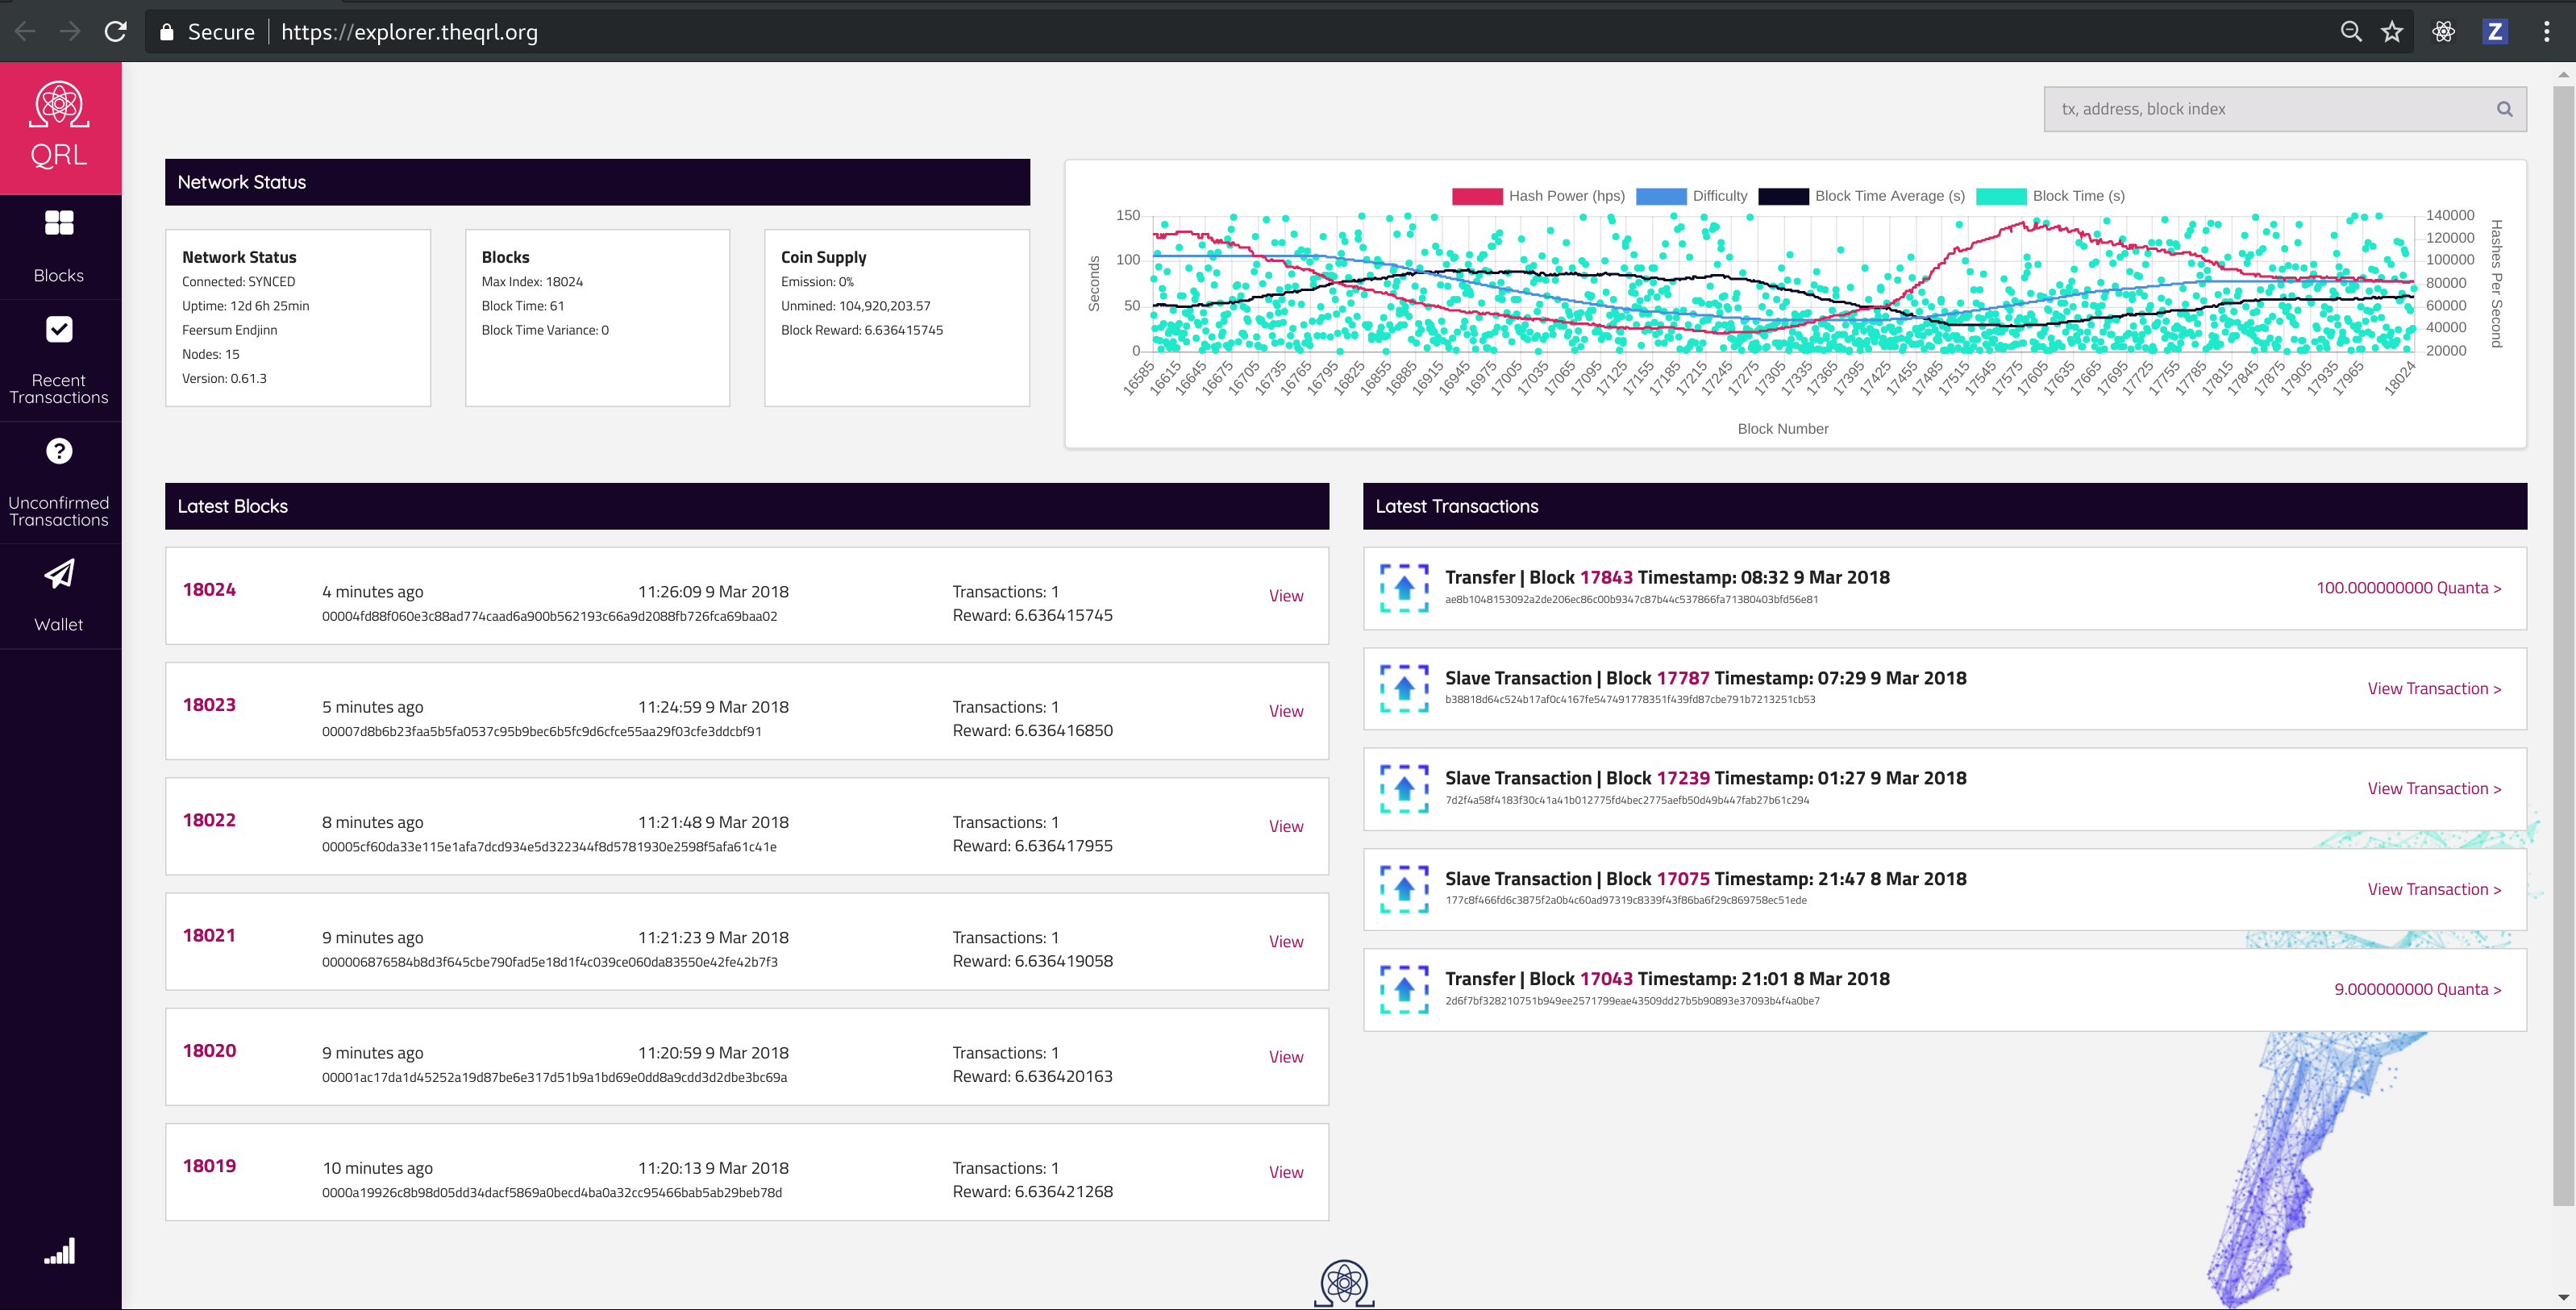 Secure | https://explorer.theqrl.org
Z
QRL
Blocks
Recent
Transactions
Unconfirmed
Transactions
Wallet
tx, address, block index
Network Status
Network Status
Connected: SYNCED
Uptime: 12d 6h 25min
Feersum Endjinn
Nodes: 15
Version: 0.61.3
Blocks
Max Index: 18024
Block Time: 61
Block Time Variance: 0
Coin Supply
Emission: 0%
Unmined: 104,920,203.57
Block Reward: 6.636415745
Hash Power (hps) Difficulty Block Time Average (s) Block Time (s)
Seconds
150
100
50
0
140000
120000
100000
80000
60000
40000
20000
Hashes Per Second
16585 16615 16645 16675 16705 16735 16765 16795 16825 16855 16885 16915 16945 16975 17005 17035 17065 17095 17125 17155 17185 17215 17245 17275 17305 17335 17365 17395 17425 17455 17485 17515 17545 17575 17605 17635 17665 17695 17725 17755 17785 17815 17845 17875 17905 17935 17965 18024
Block Number
Latest Blocks
18024 4 minutes ago 11:26:09 9 Mar 2018 Transactions: 1 View
00004fd88f060e3c88ad774caad6a900b562193c66a9d2088fb726fca69baa02 Reward: 6.636415745
18023 5 minutes ago 11:24:59 9 Mar 2018 Transactions: 1 View
00007d8b6b23faa5b5fa0537c95b9bec6b5fc9d6cfce55aa29f03cfe3ddcbf91 Reward: 6.636416850
18022 8 minutes ago 11:21:48 9 Mar 2018 Transactions: 1 View
00005cf60da33e115e1afa7dcd934e5d322344f8d5781930e2598f5afa61c41e Reward: 6.636417955
18021 9 minutes ago 11:21:23 9 Mar 2018 Transactions: 1 View
000006876584b8d3f645cbe790fad5e18d1f4c039ce060da83550e42fe42b7f3 Reward: 6.636419058
18020 9 minutes ago 11:20:59 9 Mar 2018 Transactions: 1 View
00001ac17da1d45252a19d87be6e317d51b9a1bd69e0dd8a9cdd3d2dbe3bc69a Reward: 6.636420163
18019 10 minutes ago 11:20:13 9 Mar 2018 Transactions: 1 View
0000a19926c8b98d05dd34dacf5869a0becd4ba0a32cc95466bab5ab29beb78d Reward: 6.636421268
Latest Transactions
Transfer | Block 17843 Timestamp: 08:32 9 Mar 2018 100.000000000 Quanta >
ae8b1048153092a2de206ec86c00b9347c87b44c537866fa71380403bfd56e81
Slave Transaction | Block 17787 Timestamp: 07:29 9 Mar 2018 View Transaction >
b38818d64c524b17af0c4167fe547491778351f439fd87cbe791b7213251cb53
Slave Transaction | Block 17239 Timestamp: 01:27 9 Mar 2018 View Transaction >
7d2f4a58f4183f30c41a41b012775fd4bec2775aefb50d49b447fab27b61c294
Slave Transaction | Block 17075 Timestamp: 21:47 8 Mar 2018 View Transaction >
177c8f466fd6c3875f2a0b4c60ad97319c8339f43f86ba6f29c869758ec51ede
Transfer | Block 17043 Timestamp: 21:01 8 Mar 2018 9.000000000 Quanta >
2d6f7bf328210751b949ee2571799eae43509dd27b5b90893e37093b4f4a0be7